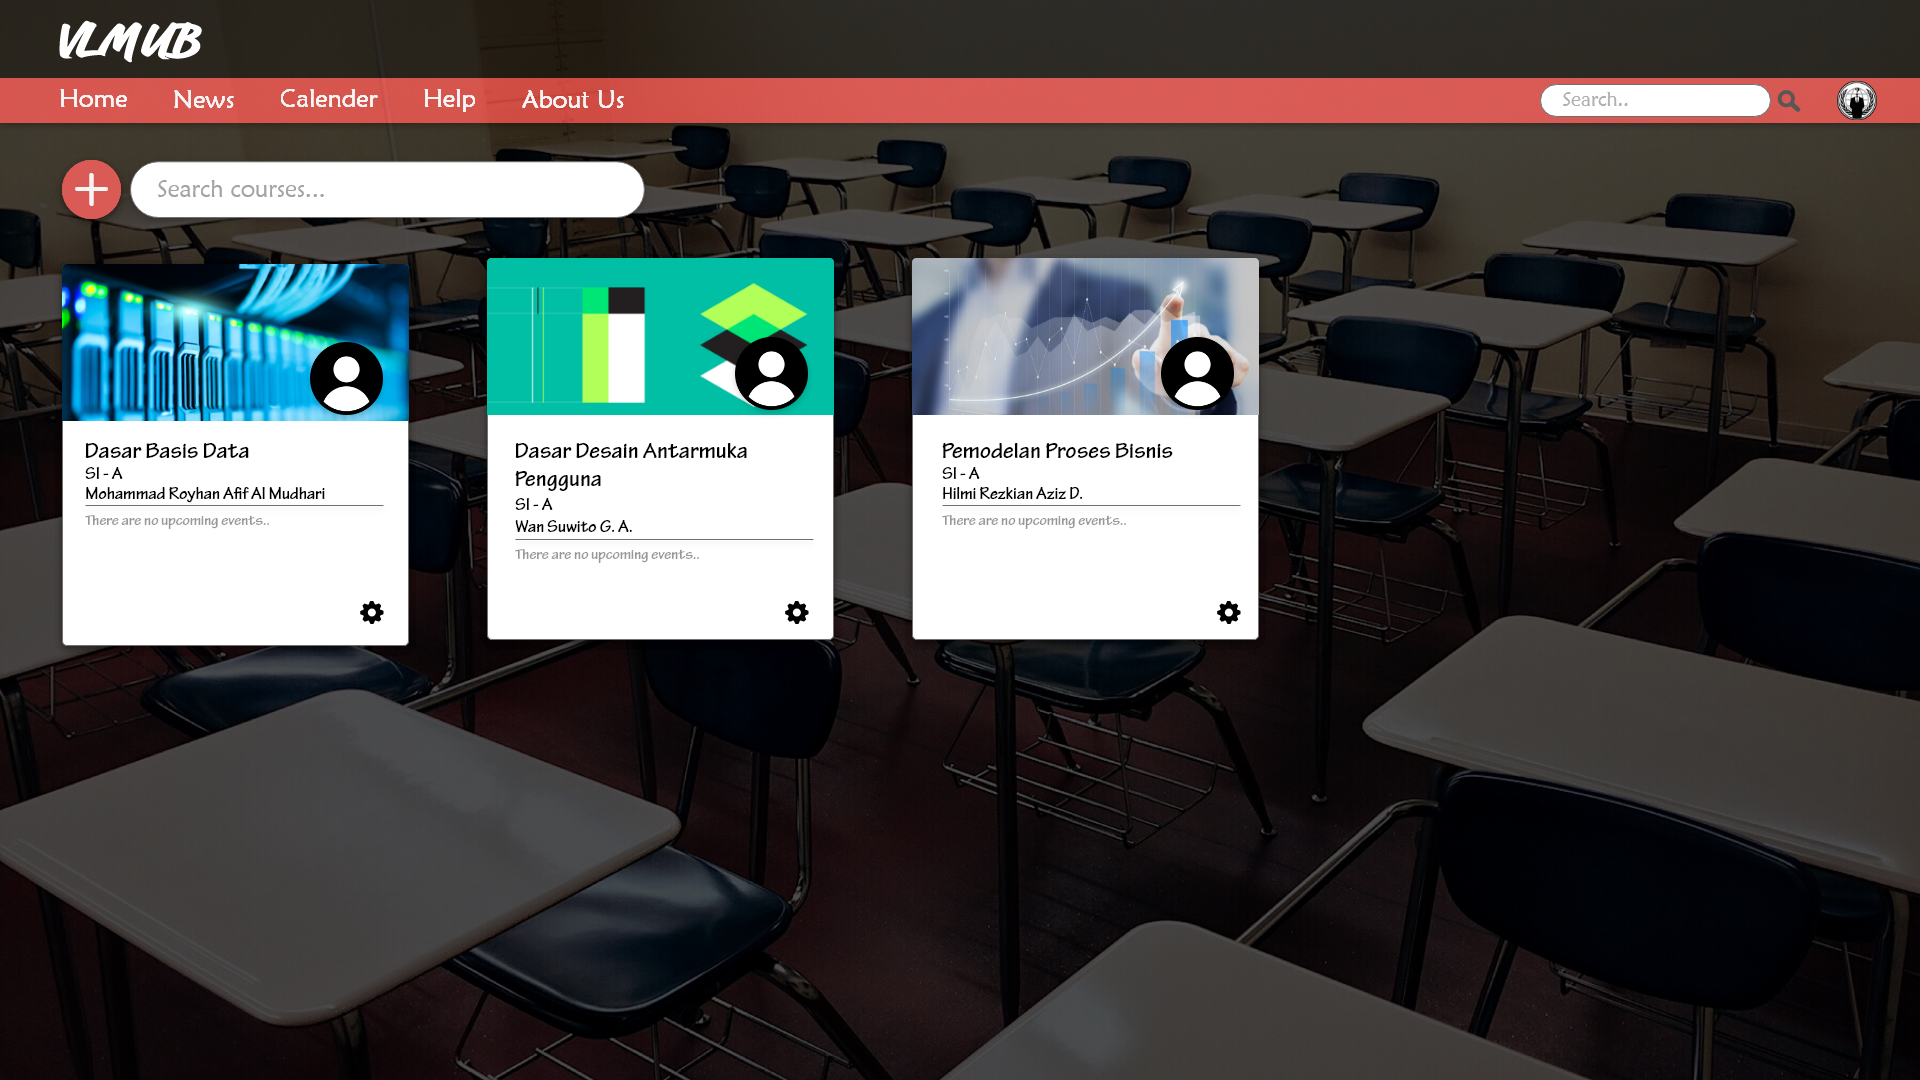 VLMUB
Home News Calender Help About Us Search..
Search courses...
Dasar Basis Data
SI - A
Mohammad Royhan Afif Al Mudhari
There are no upcoming events..
Dasar Desain Antarmuka
Pengguna
SI - A
Wan Suwito G. A.
There are no upcoming events..
Pemodelan Proses Bisnis
SI - A
Hilmi Rezkian Aziz D.
There are no upcoming events..